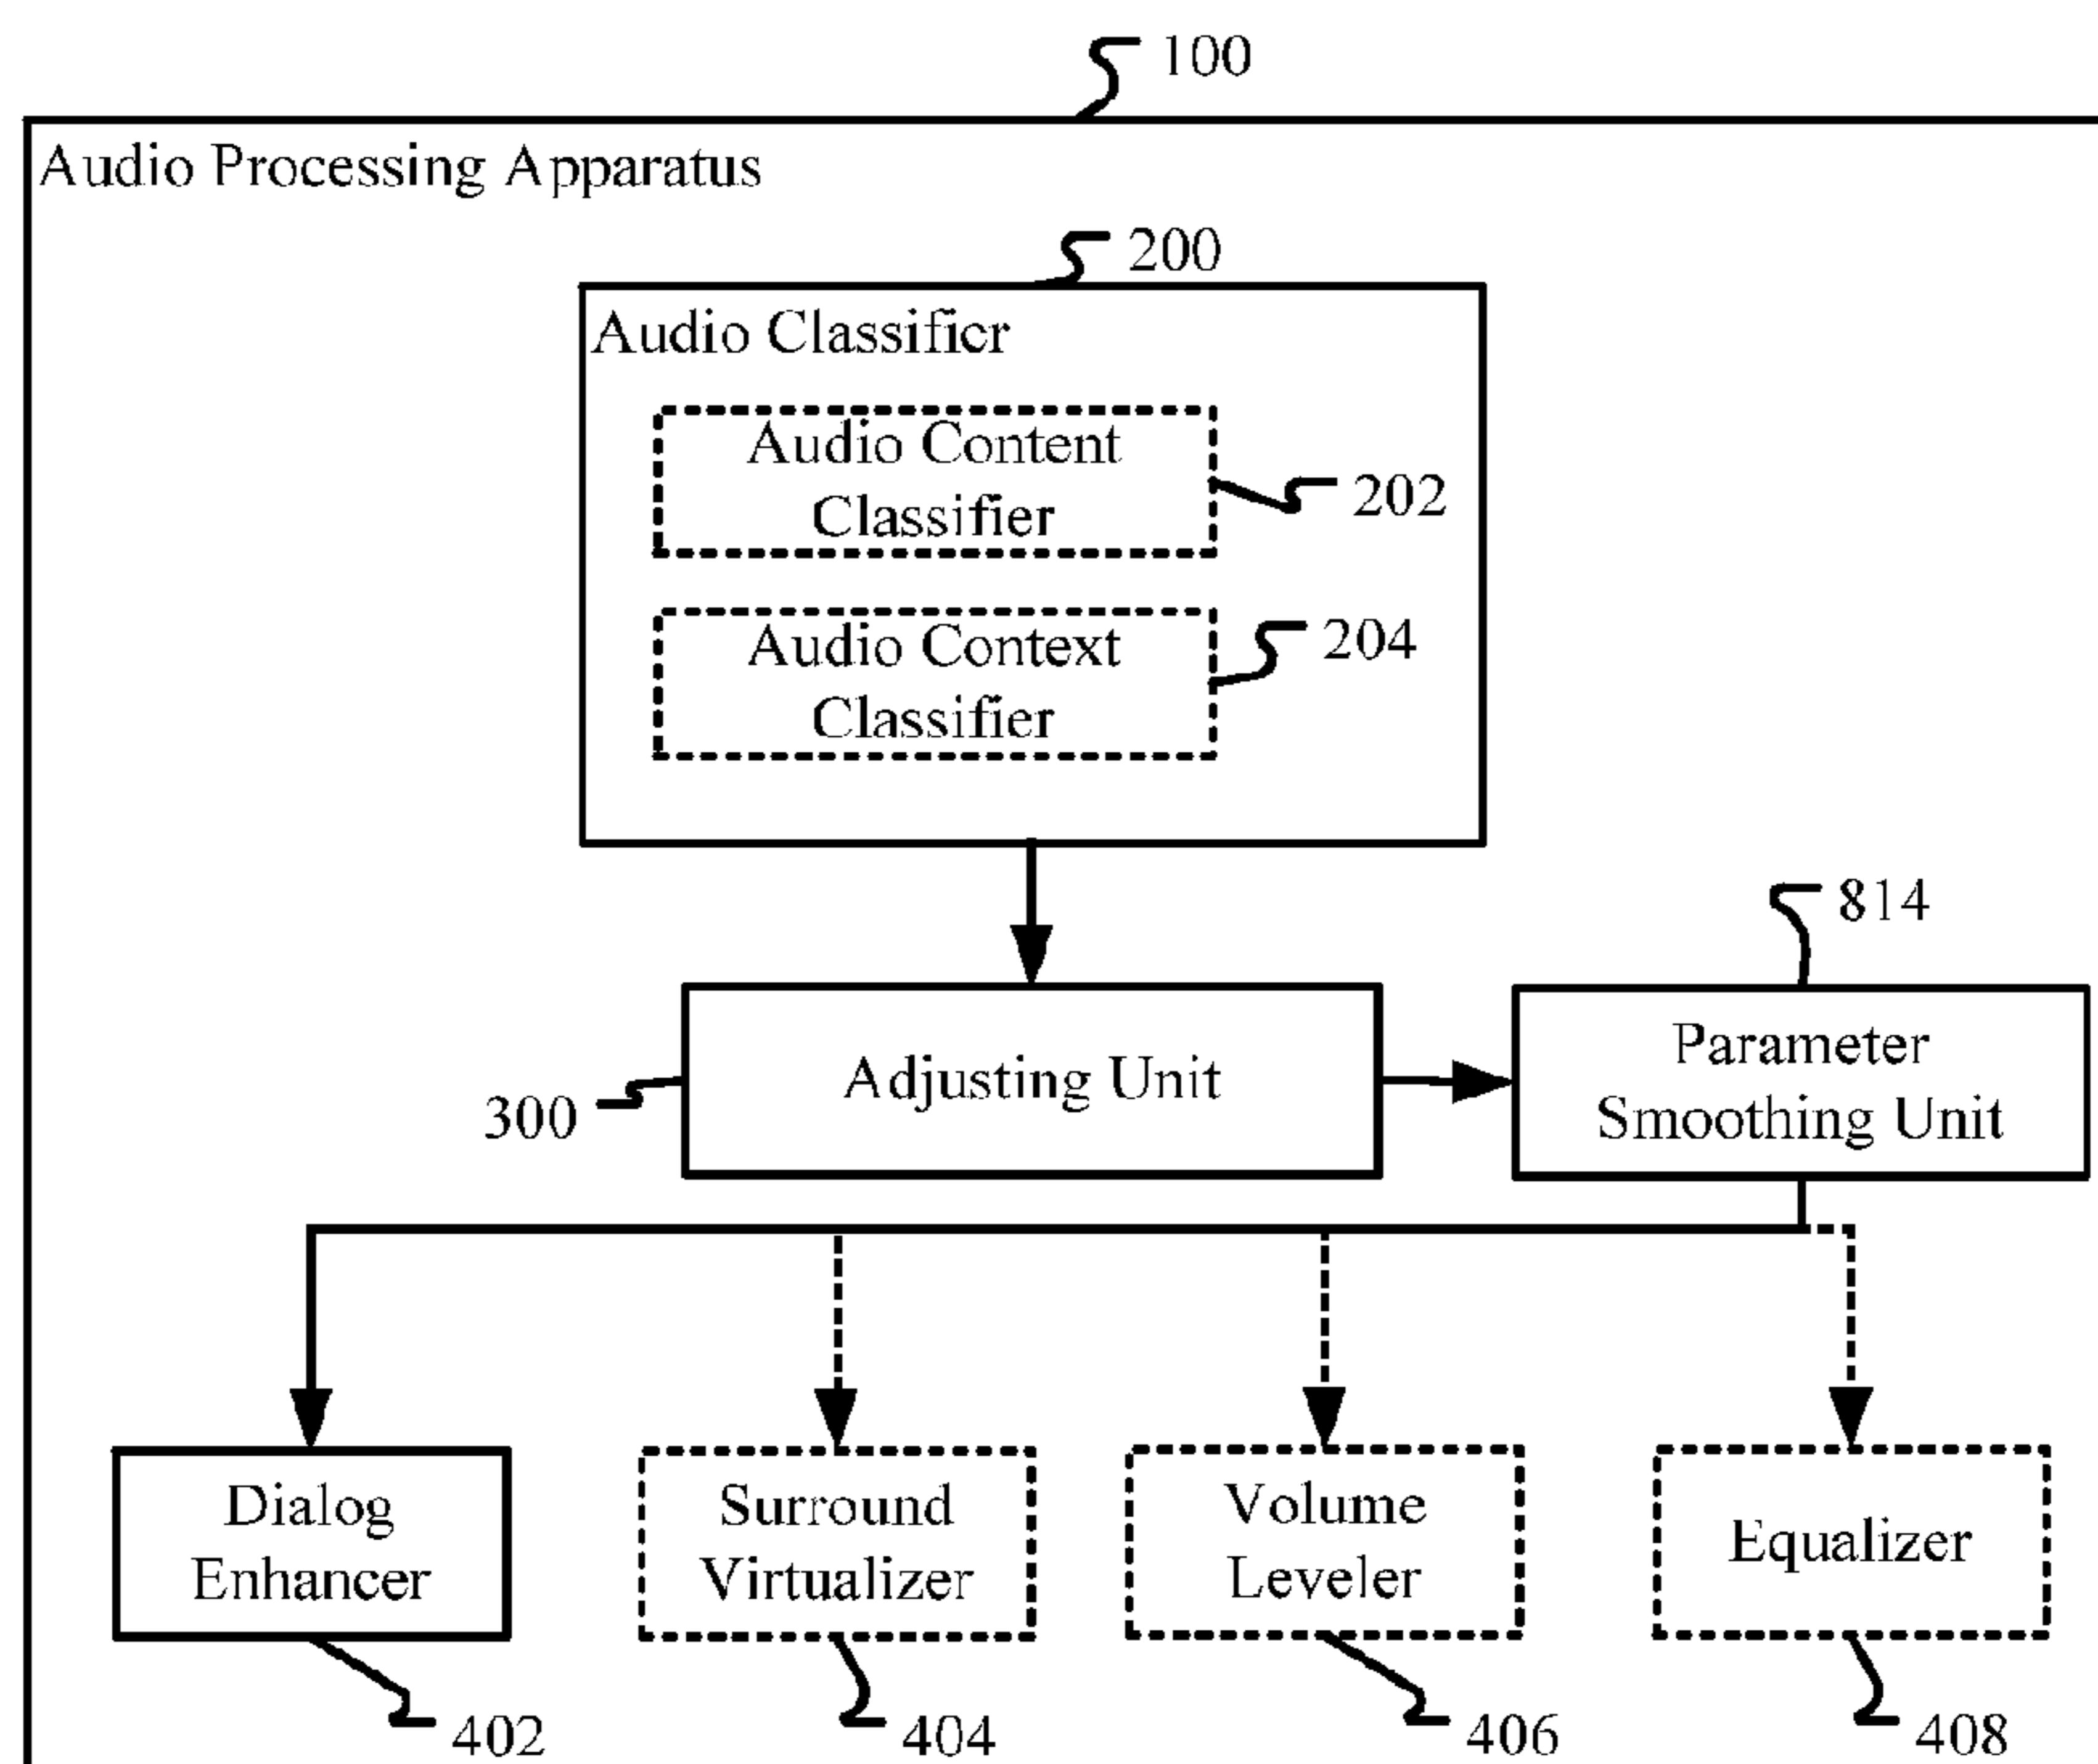 100
Audio Processing Apparatus
200
Audio Classifier
Audio Content
Classifier
202
Audio Context
Classifier
204
814
Adjusting Unit
300
Parameter
Smoothing Unit
Dialog
Enhancer
Surround
Virtualizer
Volume
Leveler
Equalizer
402
404
406
408